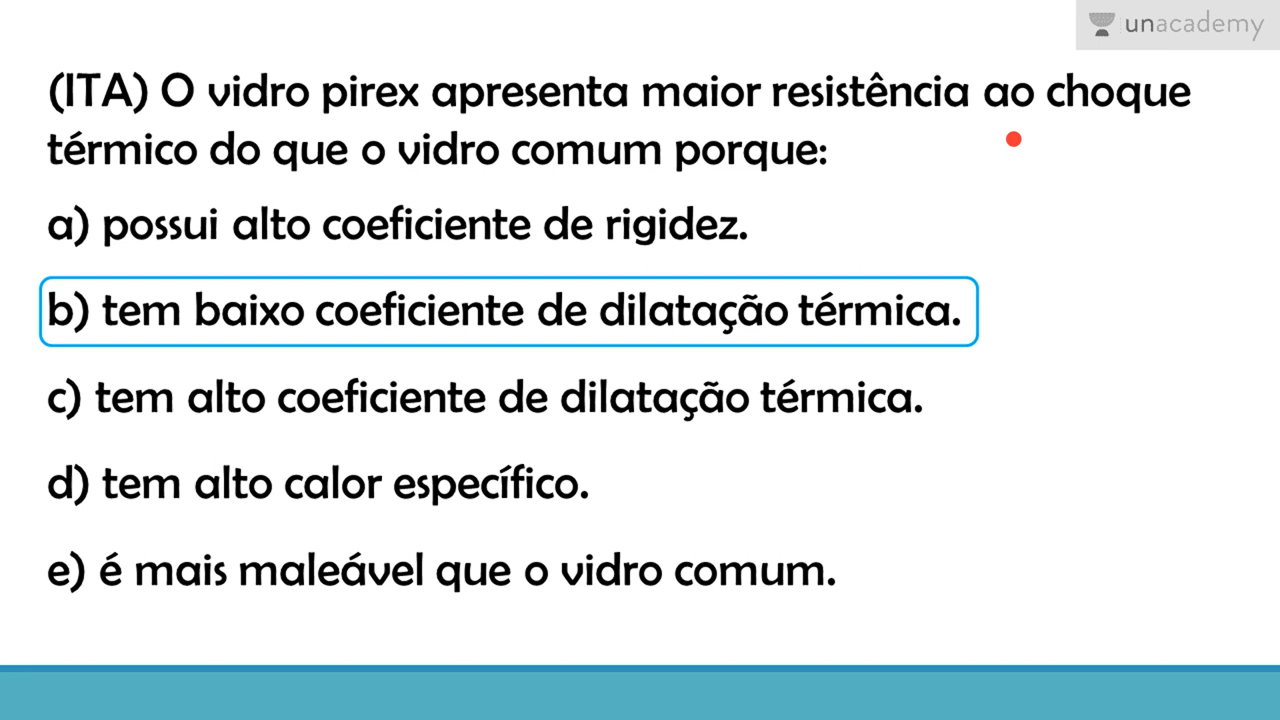 unacademy
(ITA) O vidro pirex apresenta maior resistência ao choque
térmico do que o vidro comum porque:
a) possui alto coeficiente de rigidez.
b) tem baixo coeficiente de dilatação térmica.
c) tem alto coeficiente de dilatação térmica.
d) tem alto calor específico.
e) é mais maleável que o vidro comum.